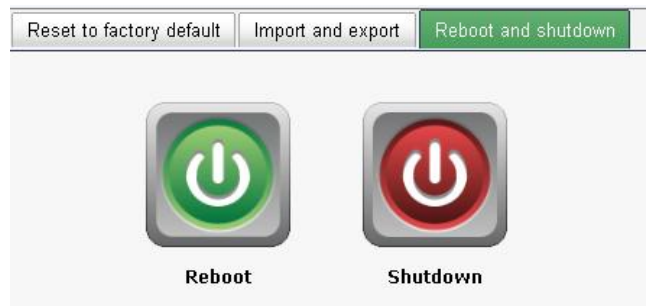 Reset to factory default Import and export Reboot and shutdown
Reboot Shutdown